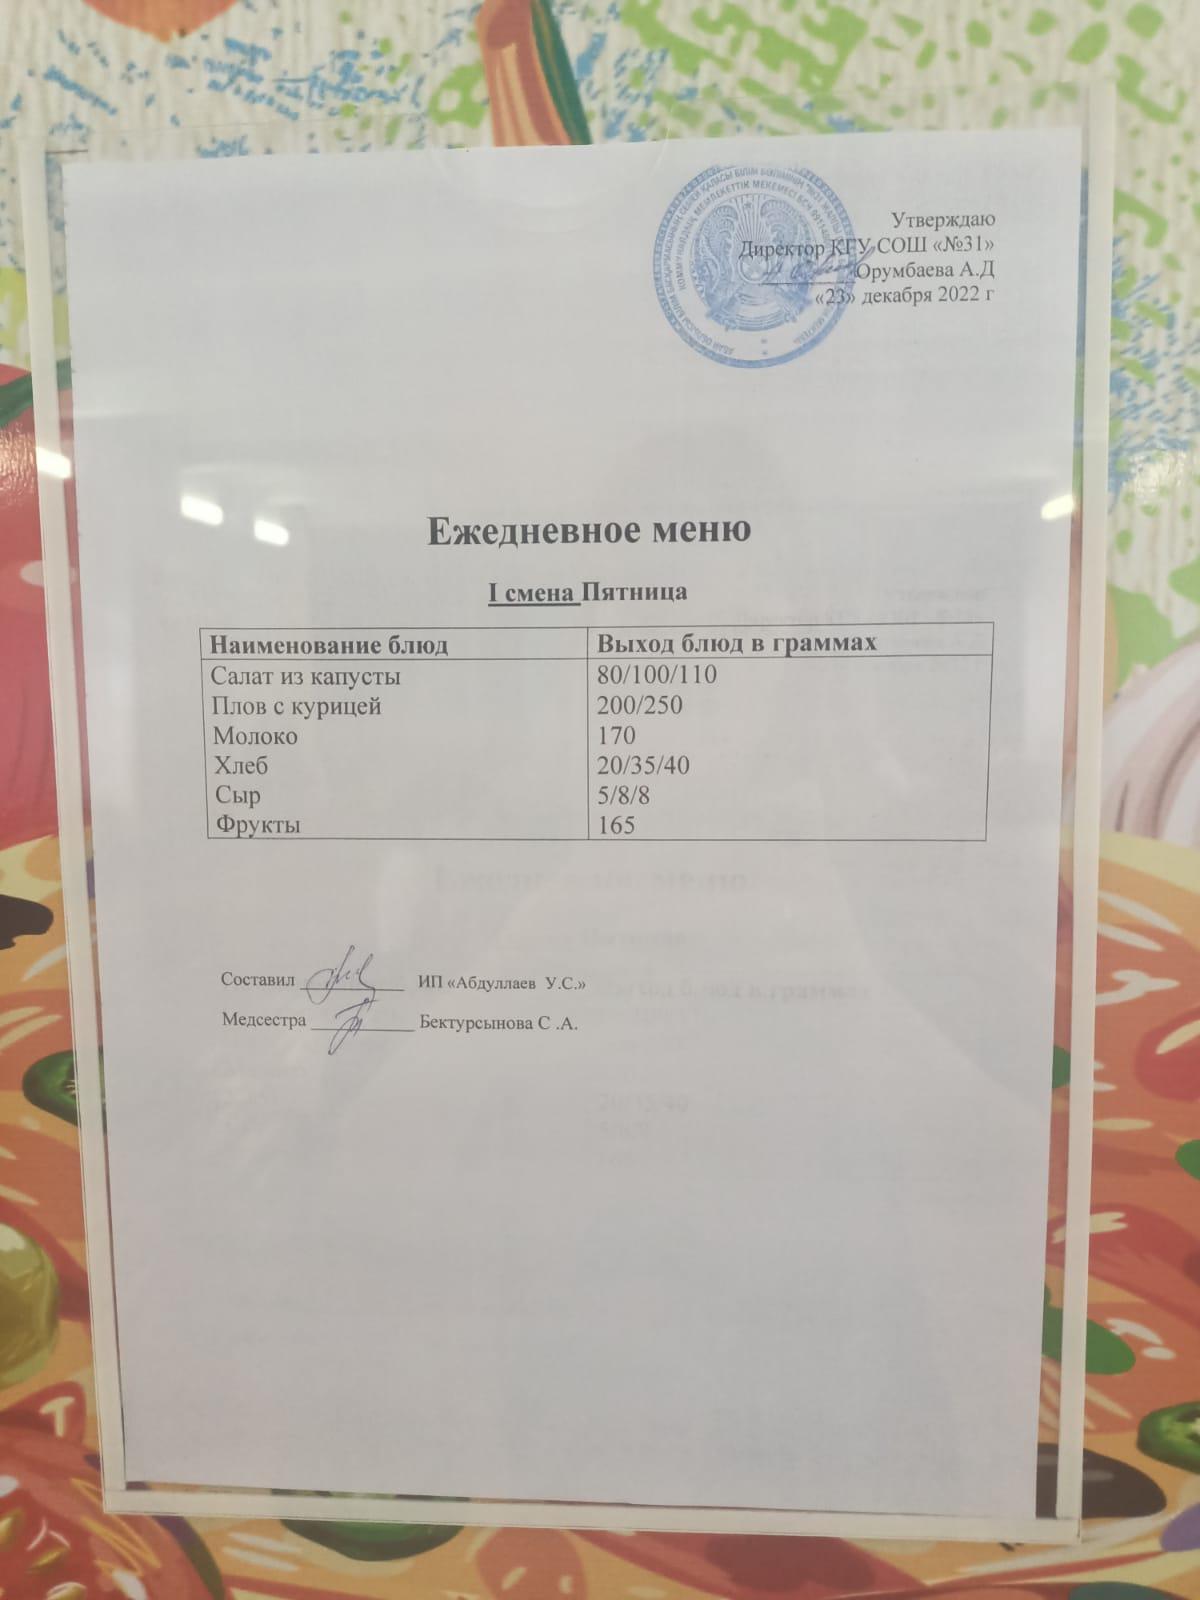 Утверждаю
Директор КГУ СОШ «№31»
Орумбаева А.Д
«23» декабря 2022 г
Ежедневное меню
I смена Пятница
Наименование блюд Выход блюд в граммах
Салат из капусты 80/100/110
Плов с курицей 200/250
Молоко 170
Хлеб 20/35/40
Сыр 5/8/8
Фрукты 165
Составил ИП «Абдуллаев У.С.»
Медсестра Бектурсынова С .А.